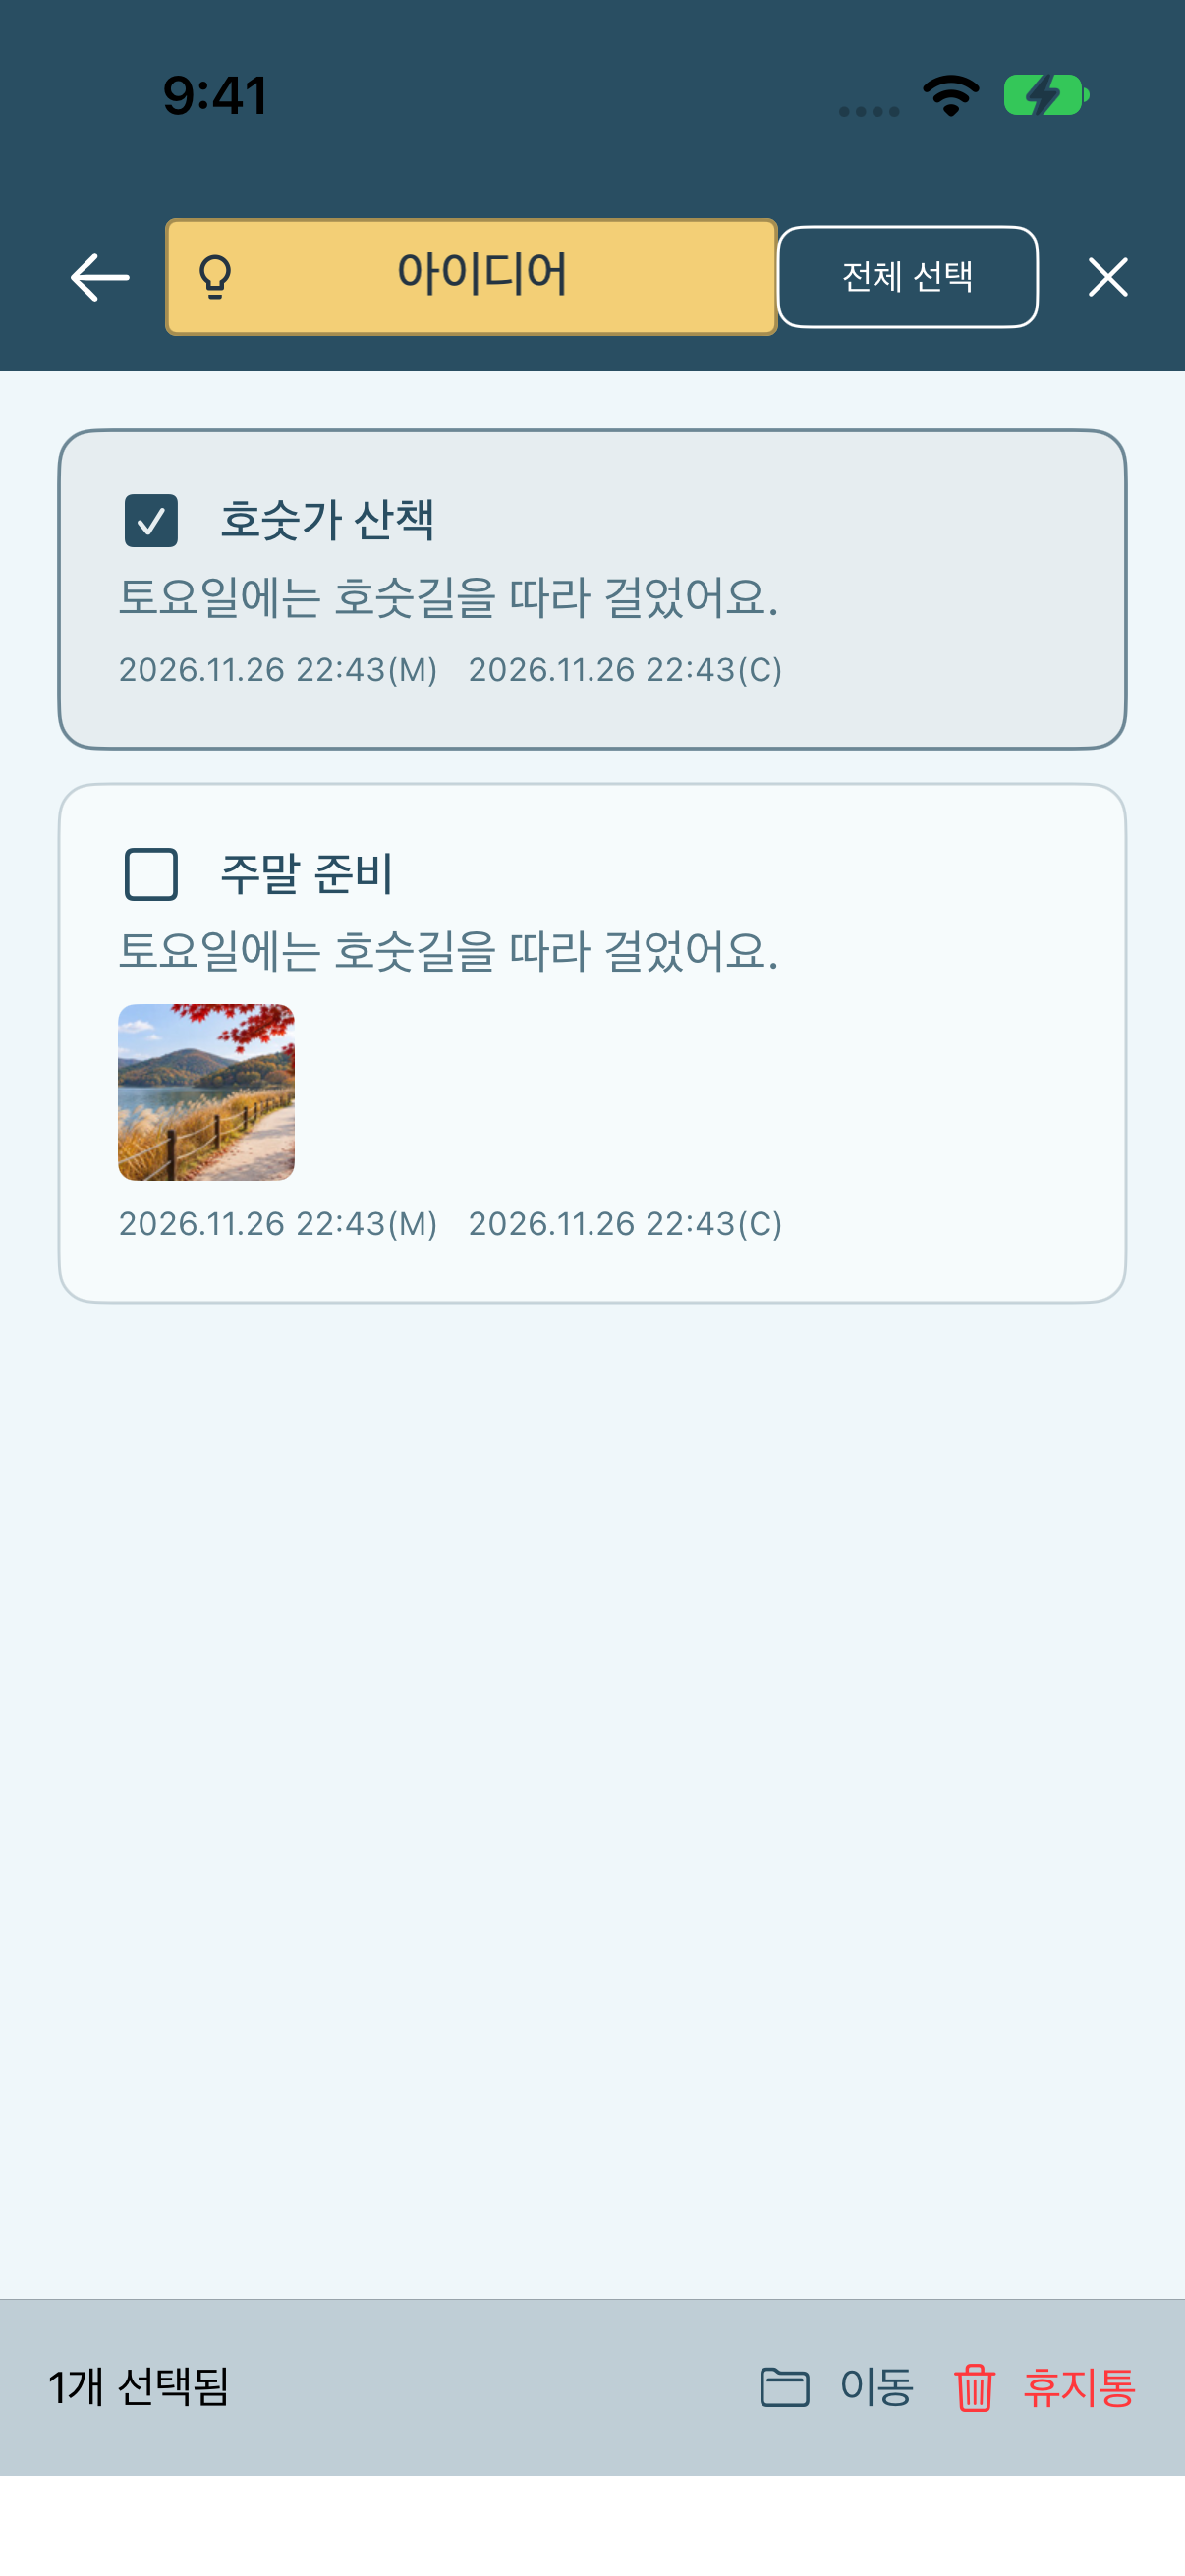 9:41
아이디어
전체 선택
호숫가 산책
토요일에는 호숫길을 따라 걸었어요.
2026.11.26 22:43(M) 2026.11.26 22:43(C)
주말 준비
토요일에는 호숫길을 따라 걸었어요.
2026.11.26 22:43(M) 2026.11.26 22:43(C)
1개 선택됨 이동 휴지통